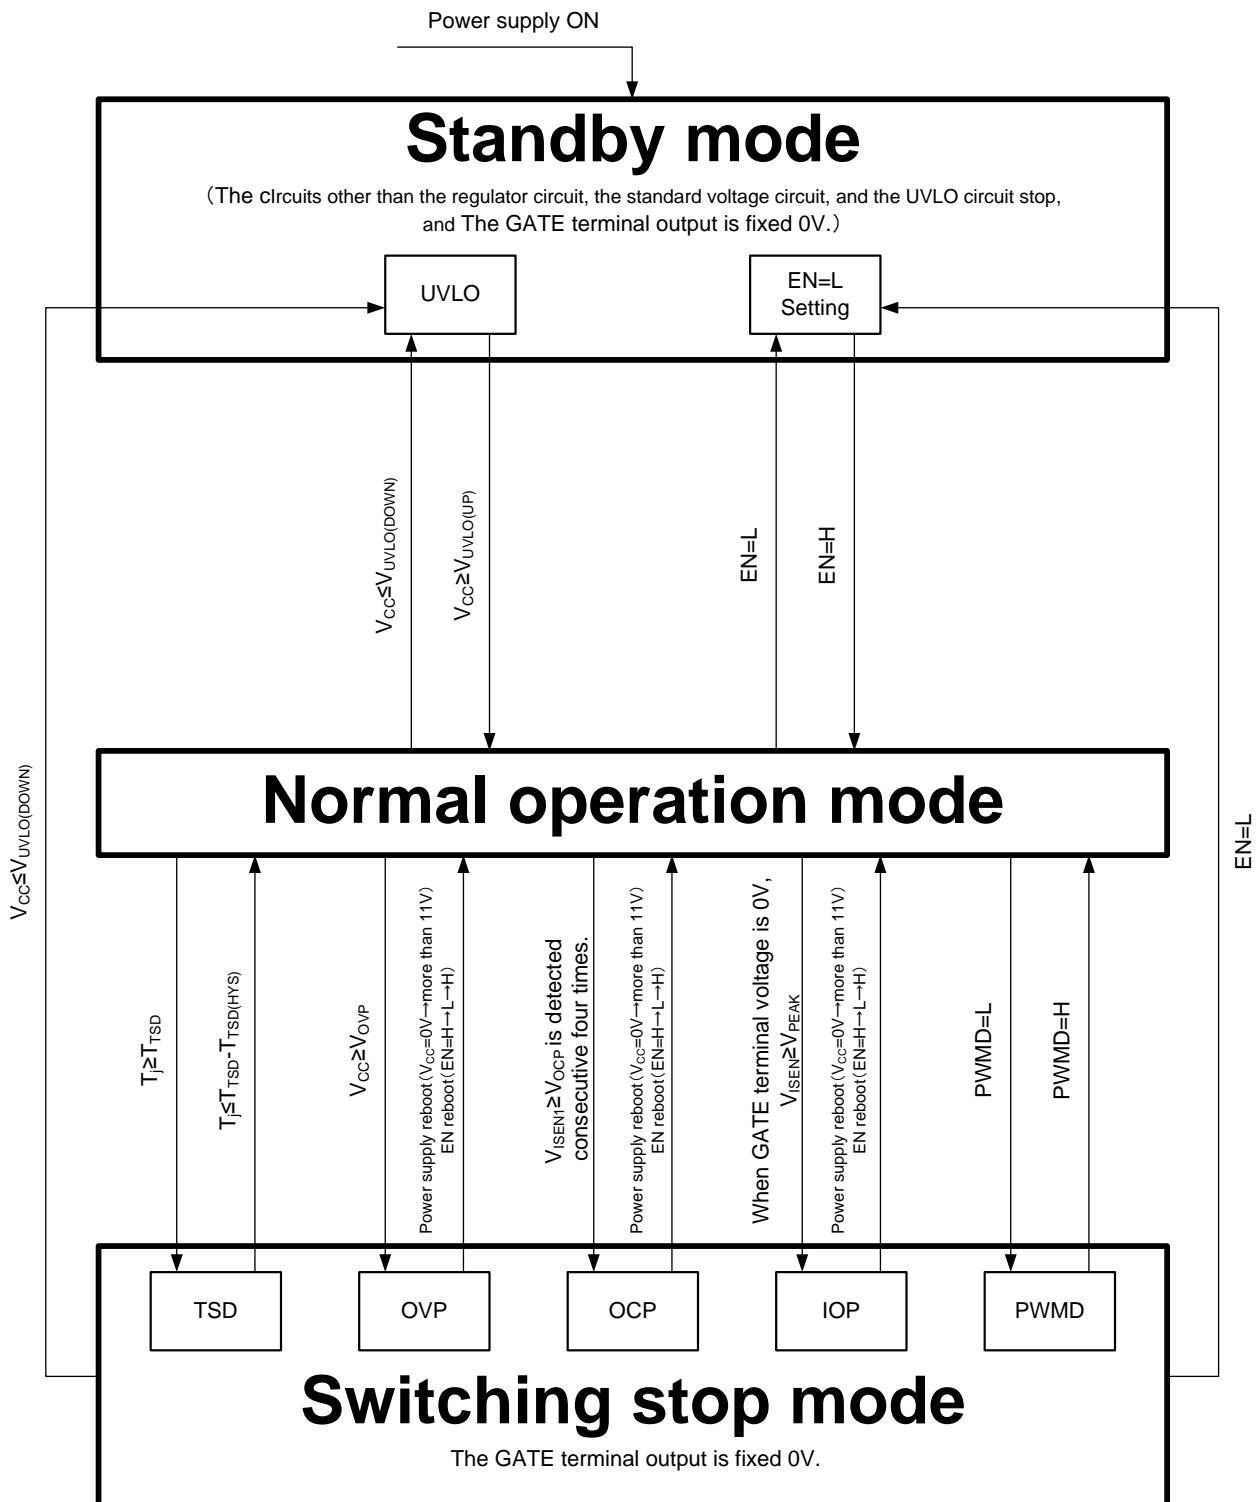 Power supply ON
Standby mode
（The cIrcuits other than the regulator circuit, the standard voltage circuit, and the UVLO circuit stop,
and The GATE terminal output is fixed 0V.）
UVLO
EN=L
Setting
VCC≤VUVLO(DOWN)
VCC≥VUVLO(UP)
EN=L
EN=H
VCC≤VUVLO(DOWN)
EN=L
Normal operation mode
Tj≥TTSD
Tj≤TTSD-TTSD(HYS)
VCC≥VOVP
Power supply reboot（VCC=0V→more than 11V）
EN reboot（EN=H→L→H）
VISEN1≥VOCP is detected
consecutive four times.
Power supply reboot（VCC=0V→more than 11V）
EN reboot（EN=H→L→H）
When GATE terminal voltage is 0V,
VISEN≥VPEAK
Power supply reboot（VCC=0V→more than 11V）
EN reboot（EN=H→L→H）
PWMD=L
PWMD=H
TSD
OVP
OCP
IOP
PWMD
Switching stop mode
The GATE terminal output is fixed 0V.